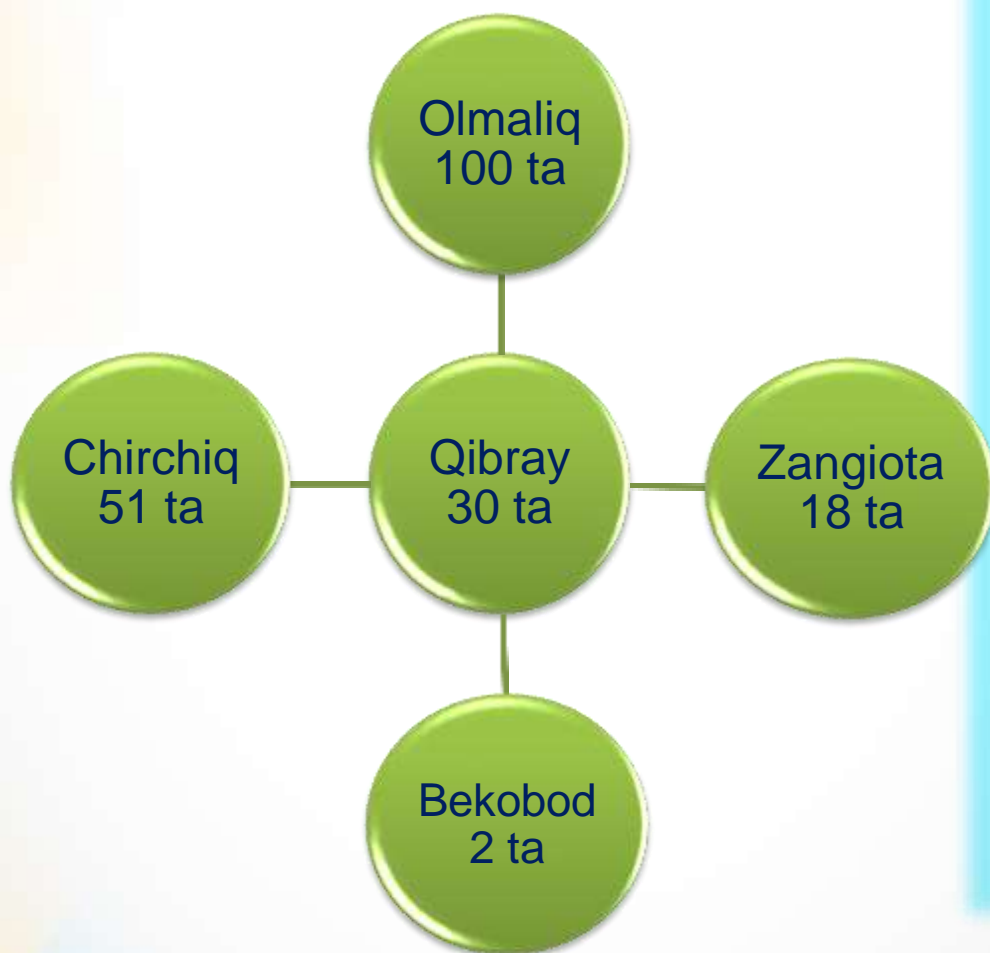 Olmaliq
100 ta
Chirchiq
51 ta
Qibray
30 ta
Zangiota
18 ta
Bekobod
2 ta